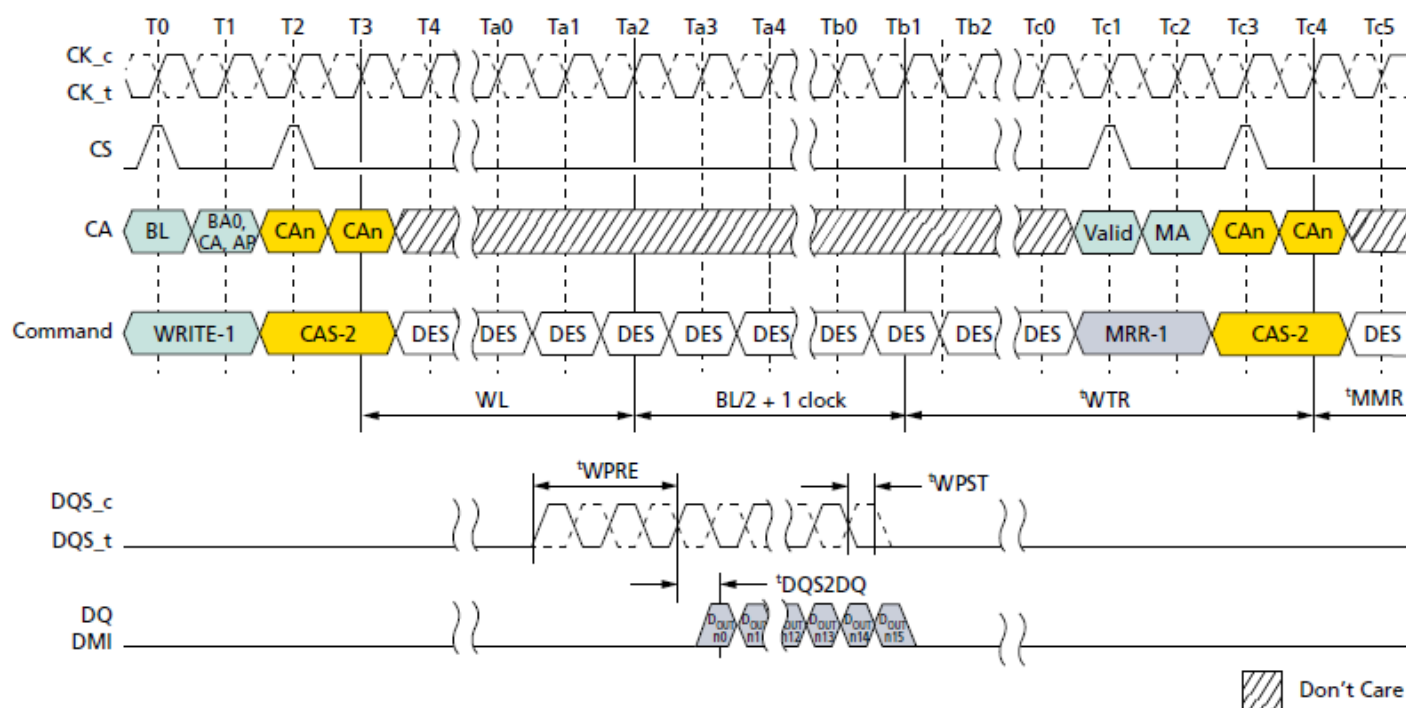 T0 T1 T2 T3 T4 Ta0 Ta1 Ta2 Ta3 Ta4 Tb0 Tb1 Tb2 Tc0 Tc1 Tc2 Tc3 Tc4 Tc5
CK_c
CK_t
CS
CA BL BA0, CA, AP CAn CAn Valid MA CAn CAn
Command WRITE-1 CAS-2 DES DES DES DES DES DES DES DES DES DES MRR-1 CAS-2 DES
WL BL/2 + 1 clock tWTR tMMR
tWPRE tWPST
DQS_c
DQS_t
tDQS2DQ
DQ
DMI
DOUT n0 DOUT n1 DOUT n12 DOUT n13 DOUT n14 DOUT n15
Don't Care